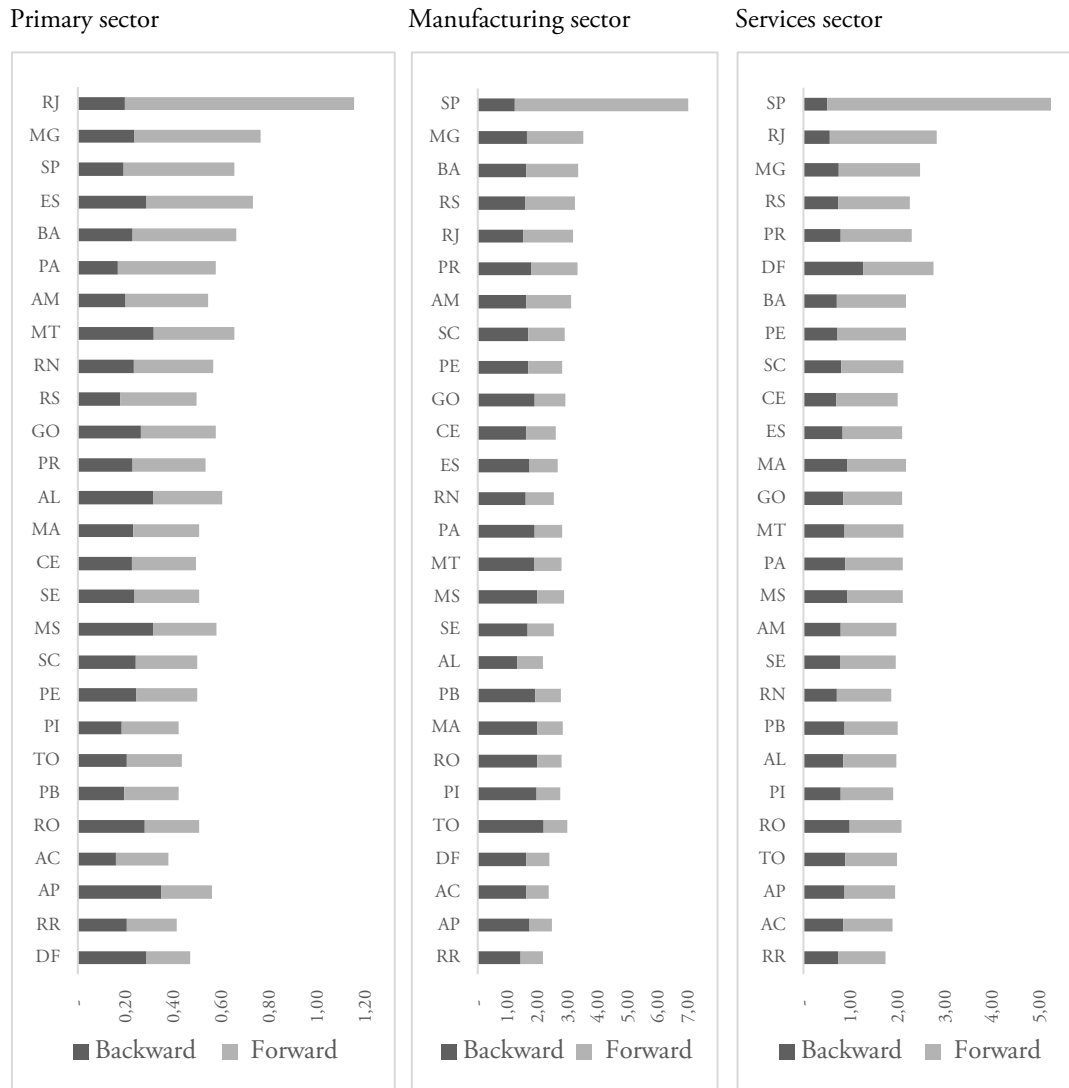 Primary sector
RJ
MG
SP
ES
BA
PA
AM
MT
RN
RS
GO
PR
AL
MA
CE
SE
MS
SC
PE
PI
TO
PB
RO
AC
AP
RR
DF
- 0,20 0,40 0,60 0,80 1,00 1,20
Backward Forward
Manufacturing sector
SP
MG
BA
RS
RJ
PR
AM
SC
PE
GO
CE
ES
RN
PA
MT
MS
SE
AL
PB
MA
RO
PI
TO
DF
AC
AP
RR
- 1,00 2,00 3,00 4,00 5,00 6,00 7,00
Backward Forward
Services sector
SP
RJ
MG
RS
PR
DF
BA
PE
SC
CE
ES
MA
GO
MT
PA
MS
AM
SE
RN
PB
AL
PI
RO
TO
AP
AC
RR
- 1,00 2,00 3,00 4,00 5,00
Backward Forward